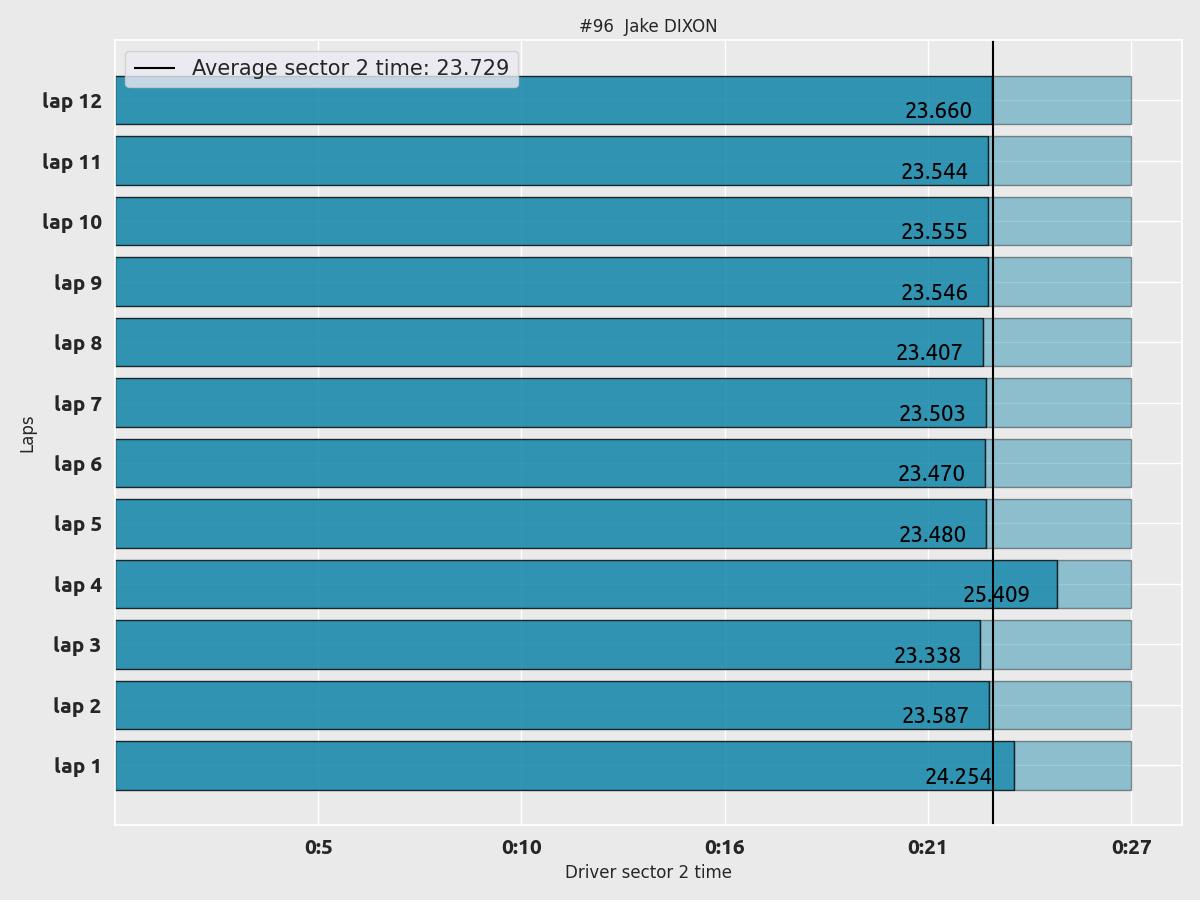 #96 Jake DIXON
Average sector 2 time: 23.729
lap 12 23.660
lap 11 23.544
lap 10 23.555
lap 9 23.546
lap 8 23.407
lap 7 23.503
lap 6 23.470
lap 5 23.480
lap 4 25.409
lap 3 23.338
lap 2 23.587
lap 1 24.254
Laps
0:5 0:10 0:16 0:21 0:27
Driver sector 2 time